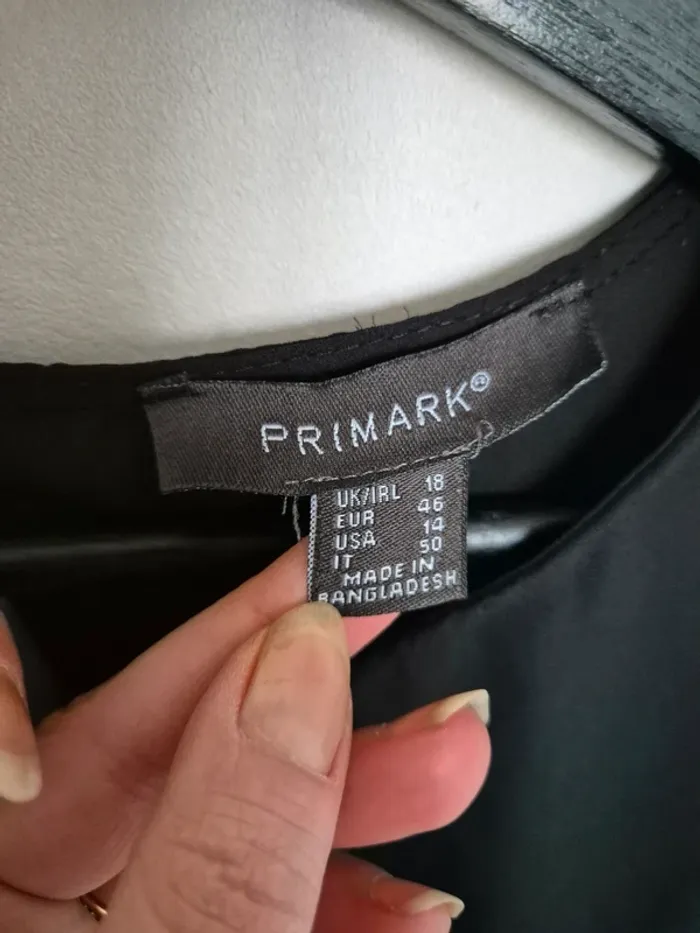 PRIMARK®
UK/IRL 18
EUR 46
USA 14
IT 50
MADE IN
BANGLADESH